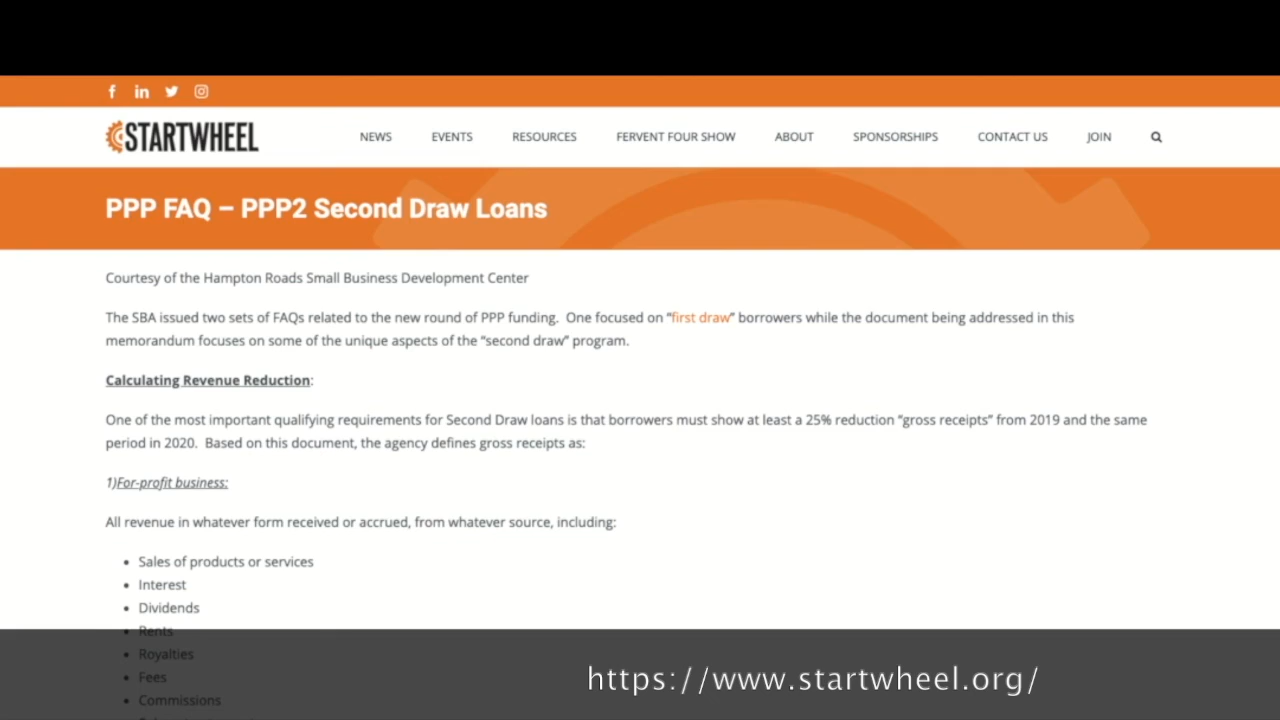 STARTWHEEL
NEWS
EVENTS
RESOURCES
FERVENT FOUR SHOW
ABOUT
SPONSORSHIPS
CONTACT US
JOIN
PPP FAQ – PPP2 Second Draw Loans
Courtesy of the Hampton Roads Small Business Development Center
The SBA issued two sets of FAQs related to the new round of PPP funding.  One focused on “first draw” borrowers while the document being addressed in this
memorandum focuses on some of the unique aspects of the “second draw” program.
Calculating Revenue Reduction:
One of the most important qualifying requirements for Second Draw loans is that borrowers must show at least a 25% reduction “gross receipts” from 2019 and the same
period in 2020.  Based on this document, the agency defines gross receipts as:
1)For-profit business:
All revenue in whatever form received or accrued, from whatever source, including:
• Sales of products or services
• Interest
• Dividends
• Rents
• Royalties
• Fees
• Commissions
https://www.startwheel.org/